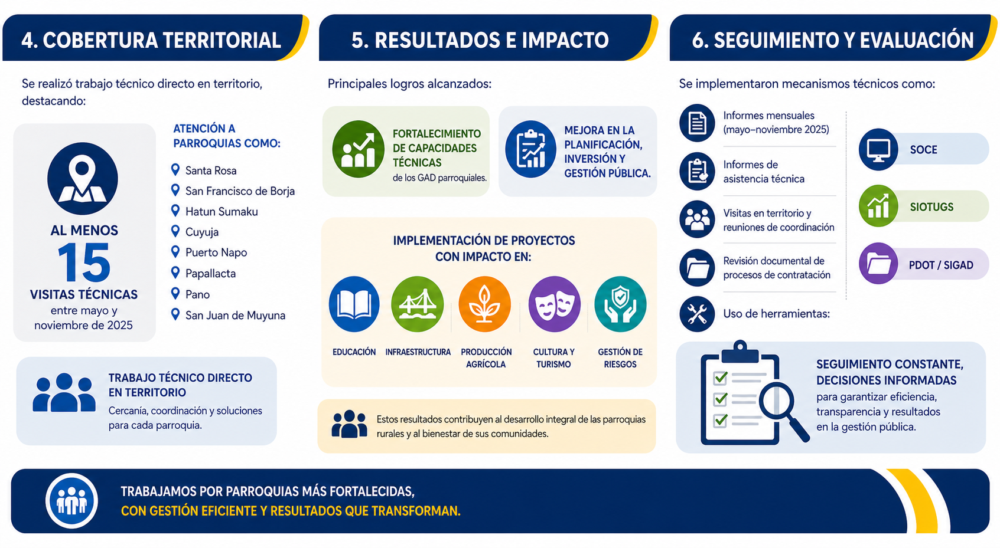 4. COBERTURA TERRITORIAL
Se realizó trabajo técnico directo en territorio,
destacando:
AL MENOS
15
VISITAS TÉCNICAS
entre mayo y
noviembre de 2025
ATENCIÓN A
PARROQUIAS COMO:
Santa Rosa
San Francisco de Borja
Hatun Sumaku
Cuyuja
Puerto Napo
Papallacta
Pano
San Juan de Muyuna
TRABAJO TÉCNICO DIRECTO
EN TERRITORIO
Cercanía, coordinación y soluciones
para cada parroquia.
5. RESULTADOS E IMPACTO
Principales logros alcanzados:
FORTALECIMIENTO
DE CAPACIDADES
TÉCNICAS
de los GAD parroquiales.
MEJORA EN LA
PLANIFICACIÓN,
INVERSIÓN Y
GESTIÓN PÚBLICA.
IMPLEMENTACIÓN DE PROYECTOS
CON IMPACTO EN:
EDUCACIÓN
INFRAESTRUCTURA
PRODUCCIÓN
AGRÍCOLA
CULTURA Y
TURISMO
GESTIÓN DE
RIESGOS
Estos resultados contribuyen al desarrollo integral de las parroquias
rurales y al bienestar de sus comunidades.
6. SEGUIMIENTO Y EVALUACIÓN
Se implementaron mecanismos técnicos como:
Informes mensuales
(mayo–noviembre 2025)
Informes de
asistencia técnica
Visitas en territorio y
reuniones de coordinación
Revisión documental de
procesos de contratación
Uso de herramientas:
SOCE
SIOTUGS
PDOT / SIGAD
SEGUIMIENTO CONSTANTE,
DECISIONES INFORMADAS
para garantizar eficiencia,
transparencia y resultados
en la gestión pública.
TRABAJAMOS POR PARROQUIAS MÁS FORTALECIDAS,
CON GESTIÓN EFICIENTE Y RESULTADOS QUE TRANSFORMAN.